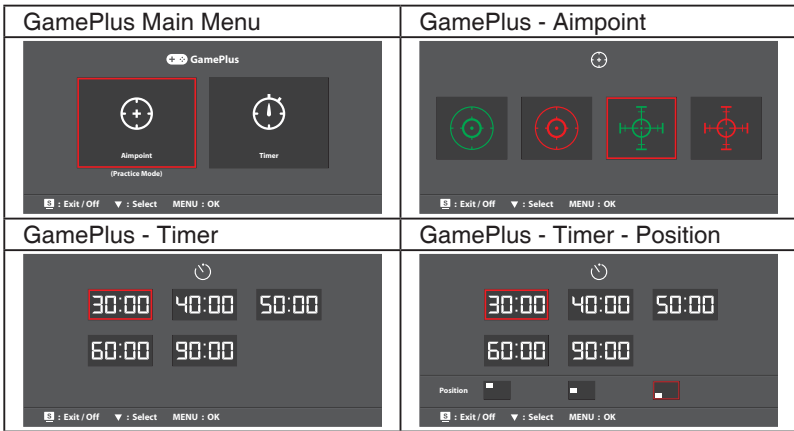 GamePlus Main Menu
GamePlus - Aimpoint
GamePlus
Aimpoint
Timer
(Practice Mode)
S : Exit / Off ▼ : Select MENU : OK
S : Exit / Off ▼ : Select MENU : OK
GamePlus - Timer
GamePlus - Timer - Position
30:00 40:00 50:00
60:00 90:00
S : Exit / Off ▼ : Select MENU : OK
30:00 40:00 50:00
60:00 90:00
Position
S : Exit / Off ▼ : Select MENU : OK